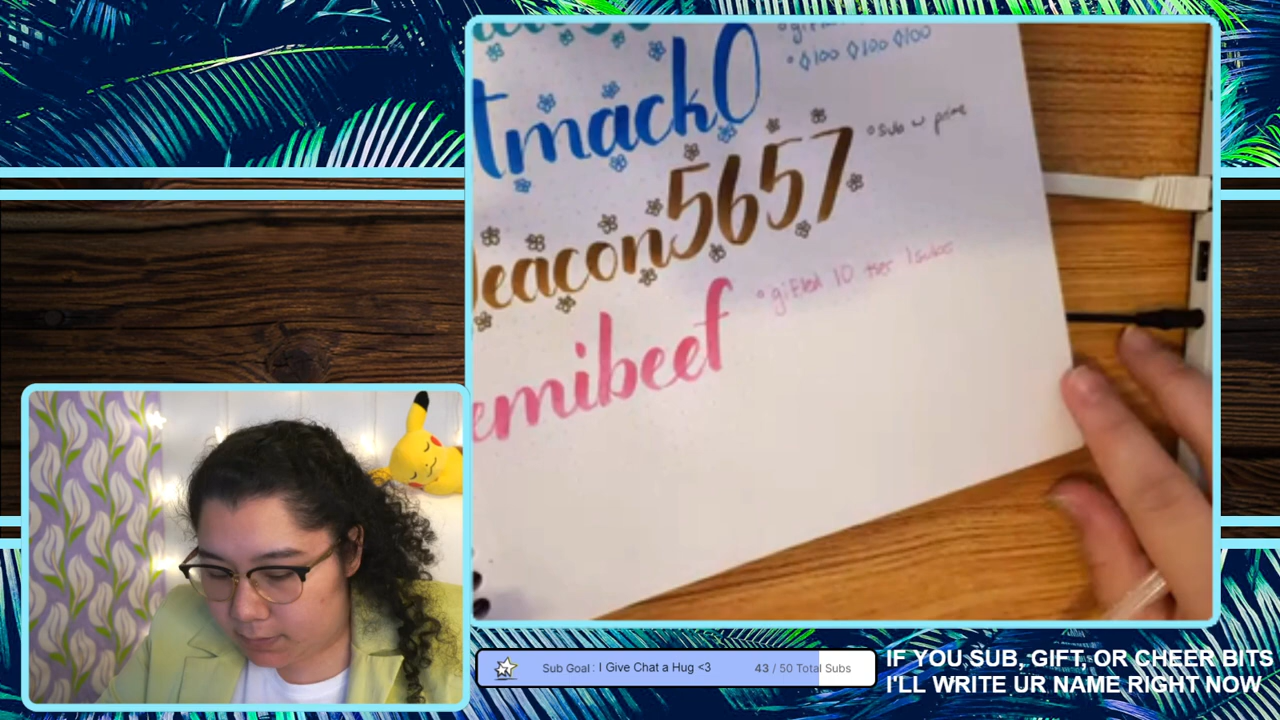 ◊100 ◊100 ◊100
tmack0
eacon5657
°sub w prime
emibeef
°gifted 10 tier 1 subs
Sub Goal: I Give Chat a Hug <3
43 / 50 Total Subs
IF YOU SUB, GIFT, OR CHEER BITS
I'LL WRITE UR NAME RIGHT NOW